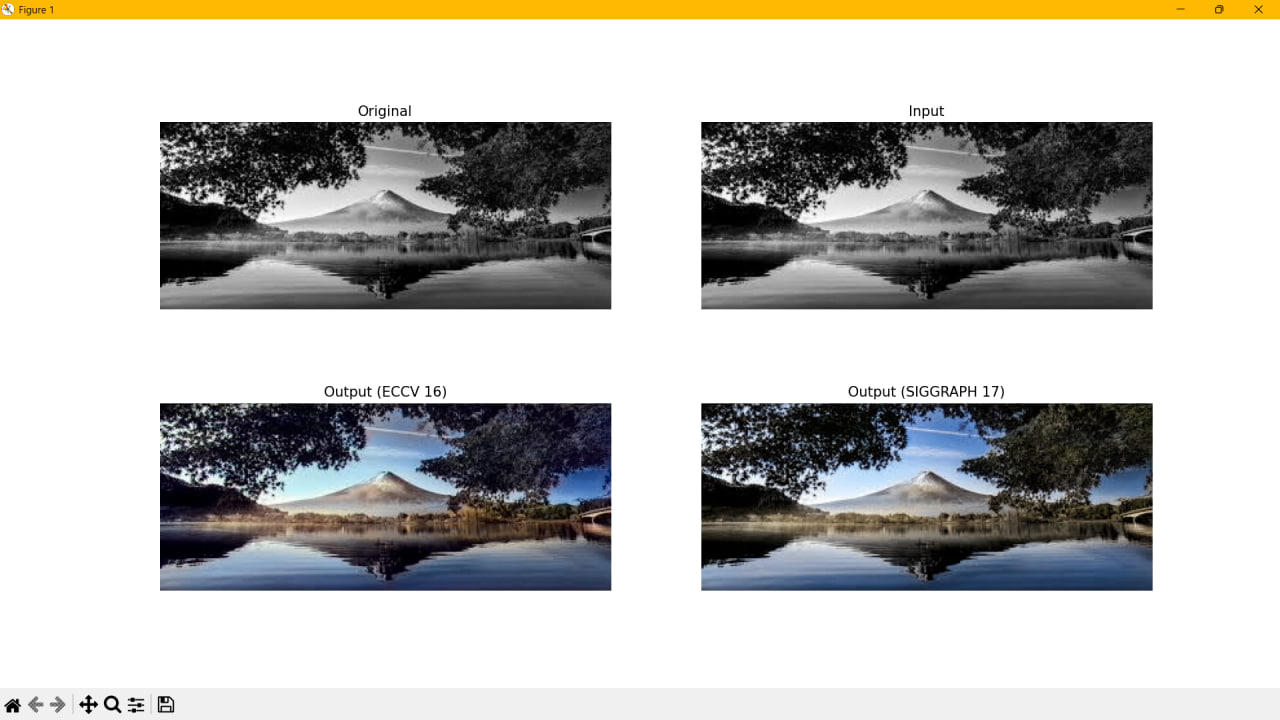 Figure 1
Original
Input
Output (ECCV 16)
Output (SIGGRAPH 17)